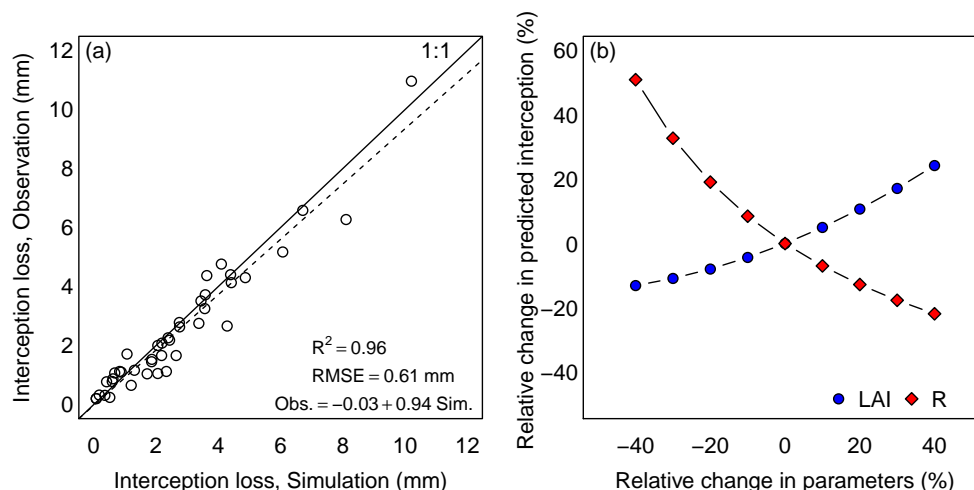 (a)
1:1
12
10
8
6
4
2
0
Interception loss, Observation (mm)
R² = 0.96
RMSE = 0.61 mm
Obs. = −0.03 + 0.94 Sim.
0 2 4 6 8 10 12
Interception loss, Simulation (mm)
(b)
60
40
20
0
−20
−40
Relative change in predicted interception (%)
LAI R
−40 −20 0 20 40
Relative change in parameters (%)